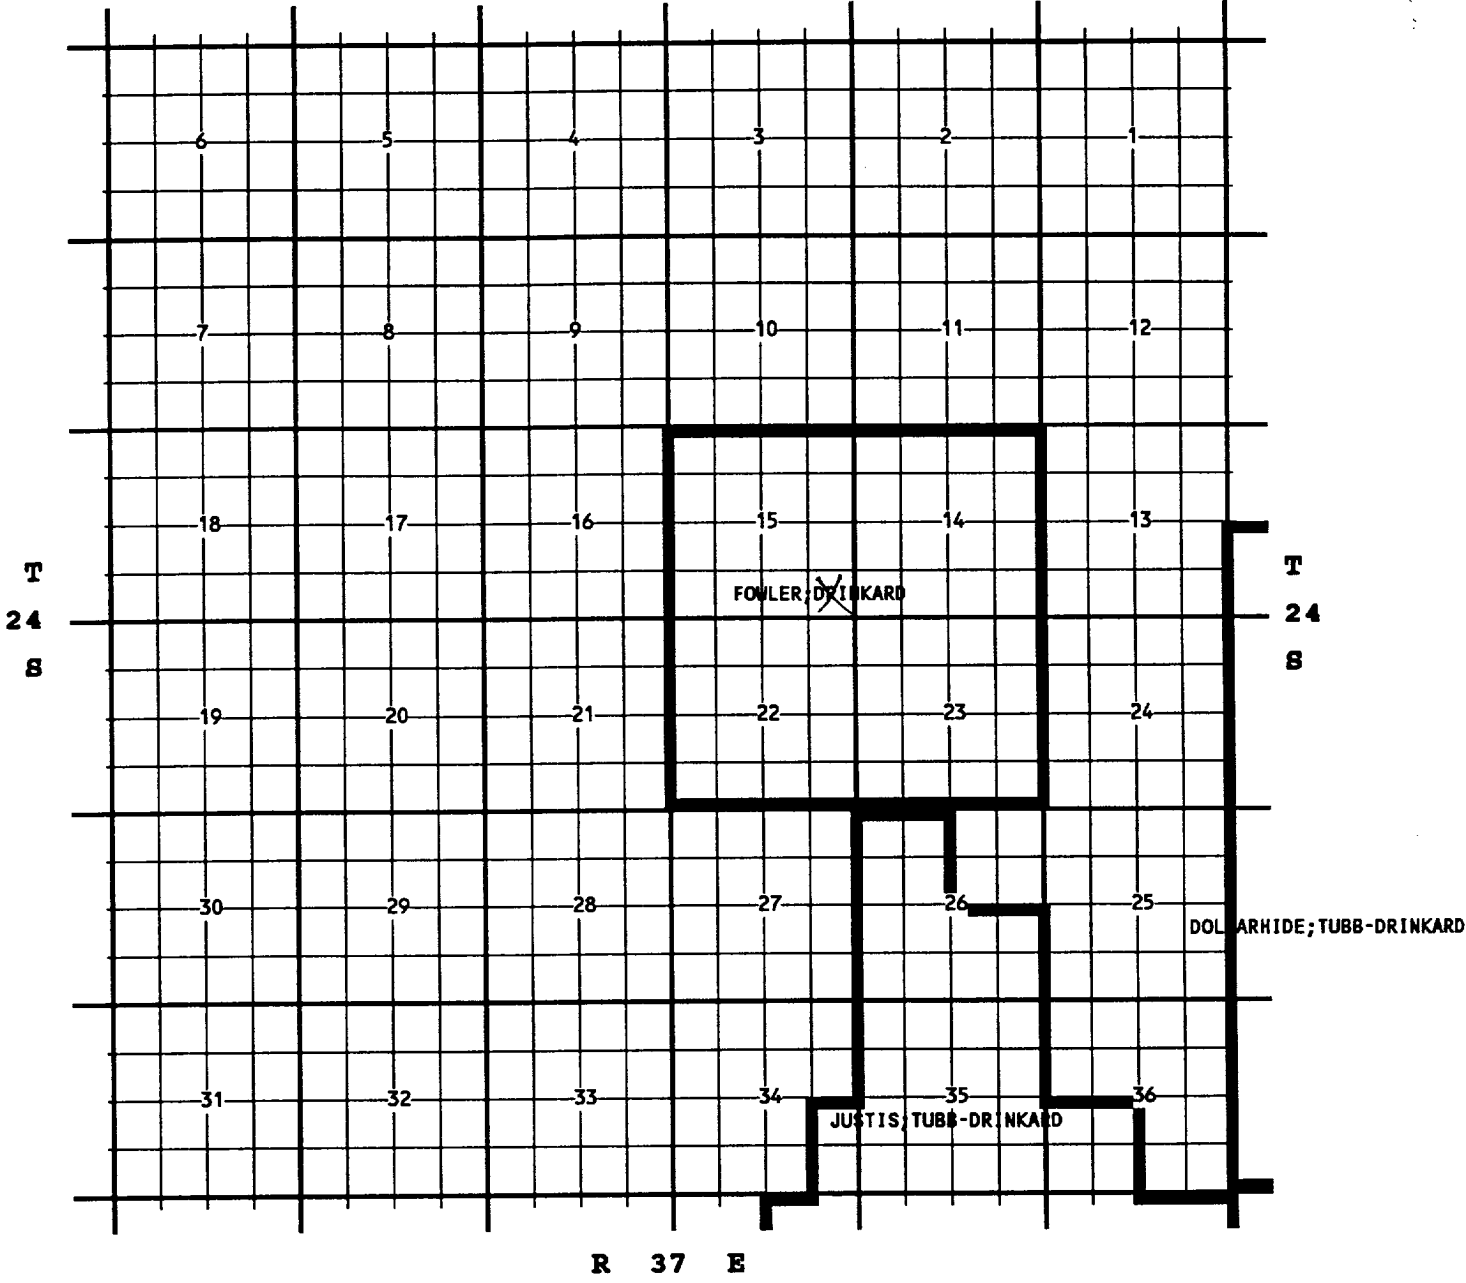 6 5 4 3 2 1
7 8 9 10 11 12
18 17 16 15 14 13
T T
FOWLER;DRINKARD
24 24
S S
19 20 21 22 23 24
30 29 28 27 26 25
DOLLARHIDE;TUBB-DRINKARD
31 32 33 34 35 36
JUSTIS;TUBB-DRINKARD
R 37 E